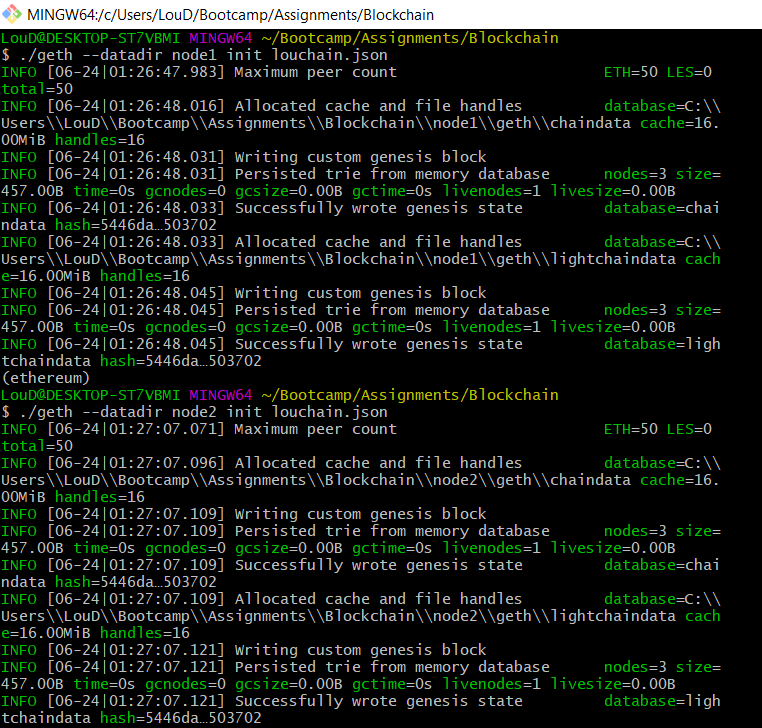 MINGW64:/c/Users/LouD/Bootcamp/Assignments/Blockchain
LouD@DESKTOP-ST7VBMI MINGW64 ~/Bootcamp/Assignments/Blockchain
$ ./geth --datadir node1 init louchain.json
INFO [06-24|01:26:47.983] Maximum peer count                       ETH=50 LES=0
total=50
INFO [06-24|01:26:48.016] Allocated cache and file handles         database=C:\\
Users\\LouD\\Bootcamp\\Assignments\\Blockchain\\node1\\geth\\chaindata cache=16.
00MiB handles=16
INFO [06-24|01:26:48.031] Writing custom genesis block
INFO [06-24|01:26:48.031] Persisted trie from memory database      nodes=3 size=
457.00B time=0s gcnodes=0 gcsize=0.00B gctime=0s livenodes=1 livesize=0.00B
INFO [06-24|01:26:48.033] Successfully wrote genesis state         database=chai
ndata hash=5446da…503702
INFO [06-24|01:26:48.033] Allocated cache and file handles         database=C:\\
Users\\LouD\\Bootcamp\\Assignments\\Blockchain\\node1\\geth\\lightchaindata cach
e=16.00MiB handles=16
INFO [06-24|01:26:48.045] Writing custom genesis block
INFO [06-24|01:26:48.045] Persisted trie from memory database      nodes=3 size=
457.00B time=0s gcnodes=0 gcsize=0.00B gctime=0s livenodes=1 livesize=0.00B
INFO [06-24|01:26:48.045] Successfully wrote genesis state         database=ligh
tchaindata hash=5446da…503702
(ethereum)
LouD@DESKTOP-ST7VBMI MINGW64 ~/Bootcamp/Assignments/Blockchain
$ ./geth --datadir node2 init louchain.json
INFO [06-24|01:27:07.071] Maximum peer count                       ETH=50 LES=0
total=50
INFO [06-24|01:27:07.096] Allocated cache and file handles         database=C:\\
Users\\LouD\\Bootcamp\\Assignments\\Blockchain\\node2\\geth\\chaindata cache=16.
00MiB handles=16
INFO [06-24|01:27:07.109] Writing custom genesis block
INFO [06-24|01:27:07.109] Persisted trie from memory database      nodes=3 size=
457.00B time=0s gcnodes=0 gcsize=0.00B gctime=0s livenodes=1 livesize=0.00B
INFO [06-24|01:27:07.109] Successfully wrote genesis state         database=chai
ndata hash=5446da…503702
INFO [06-24|01:27:07.109] Allocated cache and file handles         database=C:\\
Users\\LouD\\Bootcamp\\Assignments\\Blockchain\\node2\\geth\\lightchaindata cach
e=16.00MiB handles=16
INFO [06-24|01:27:07.121] Writing custom genesis block
INFO [06-24|01:27:07.121] Persisted trie from memory database      nodes=3 size=
457.00B time=0s gcnodes=0 gcsize=0.00B gctime=0s livenodes=1 livesize=0.00B
INFO [06-24|01:27:07.121] Successfully wrote genesis state         database=ligh
tchaindata hash=5446da…503702